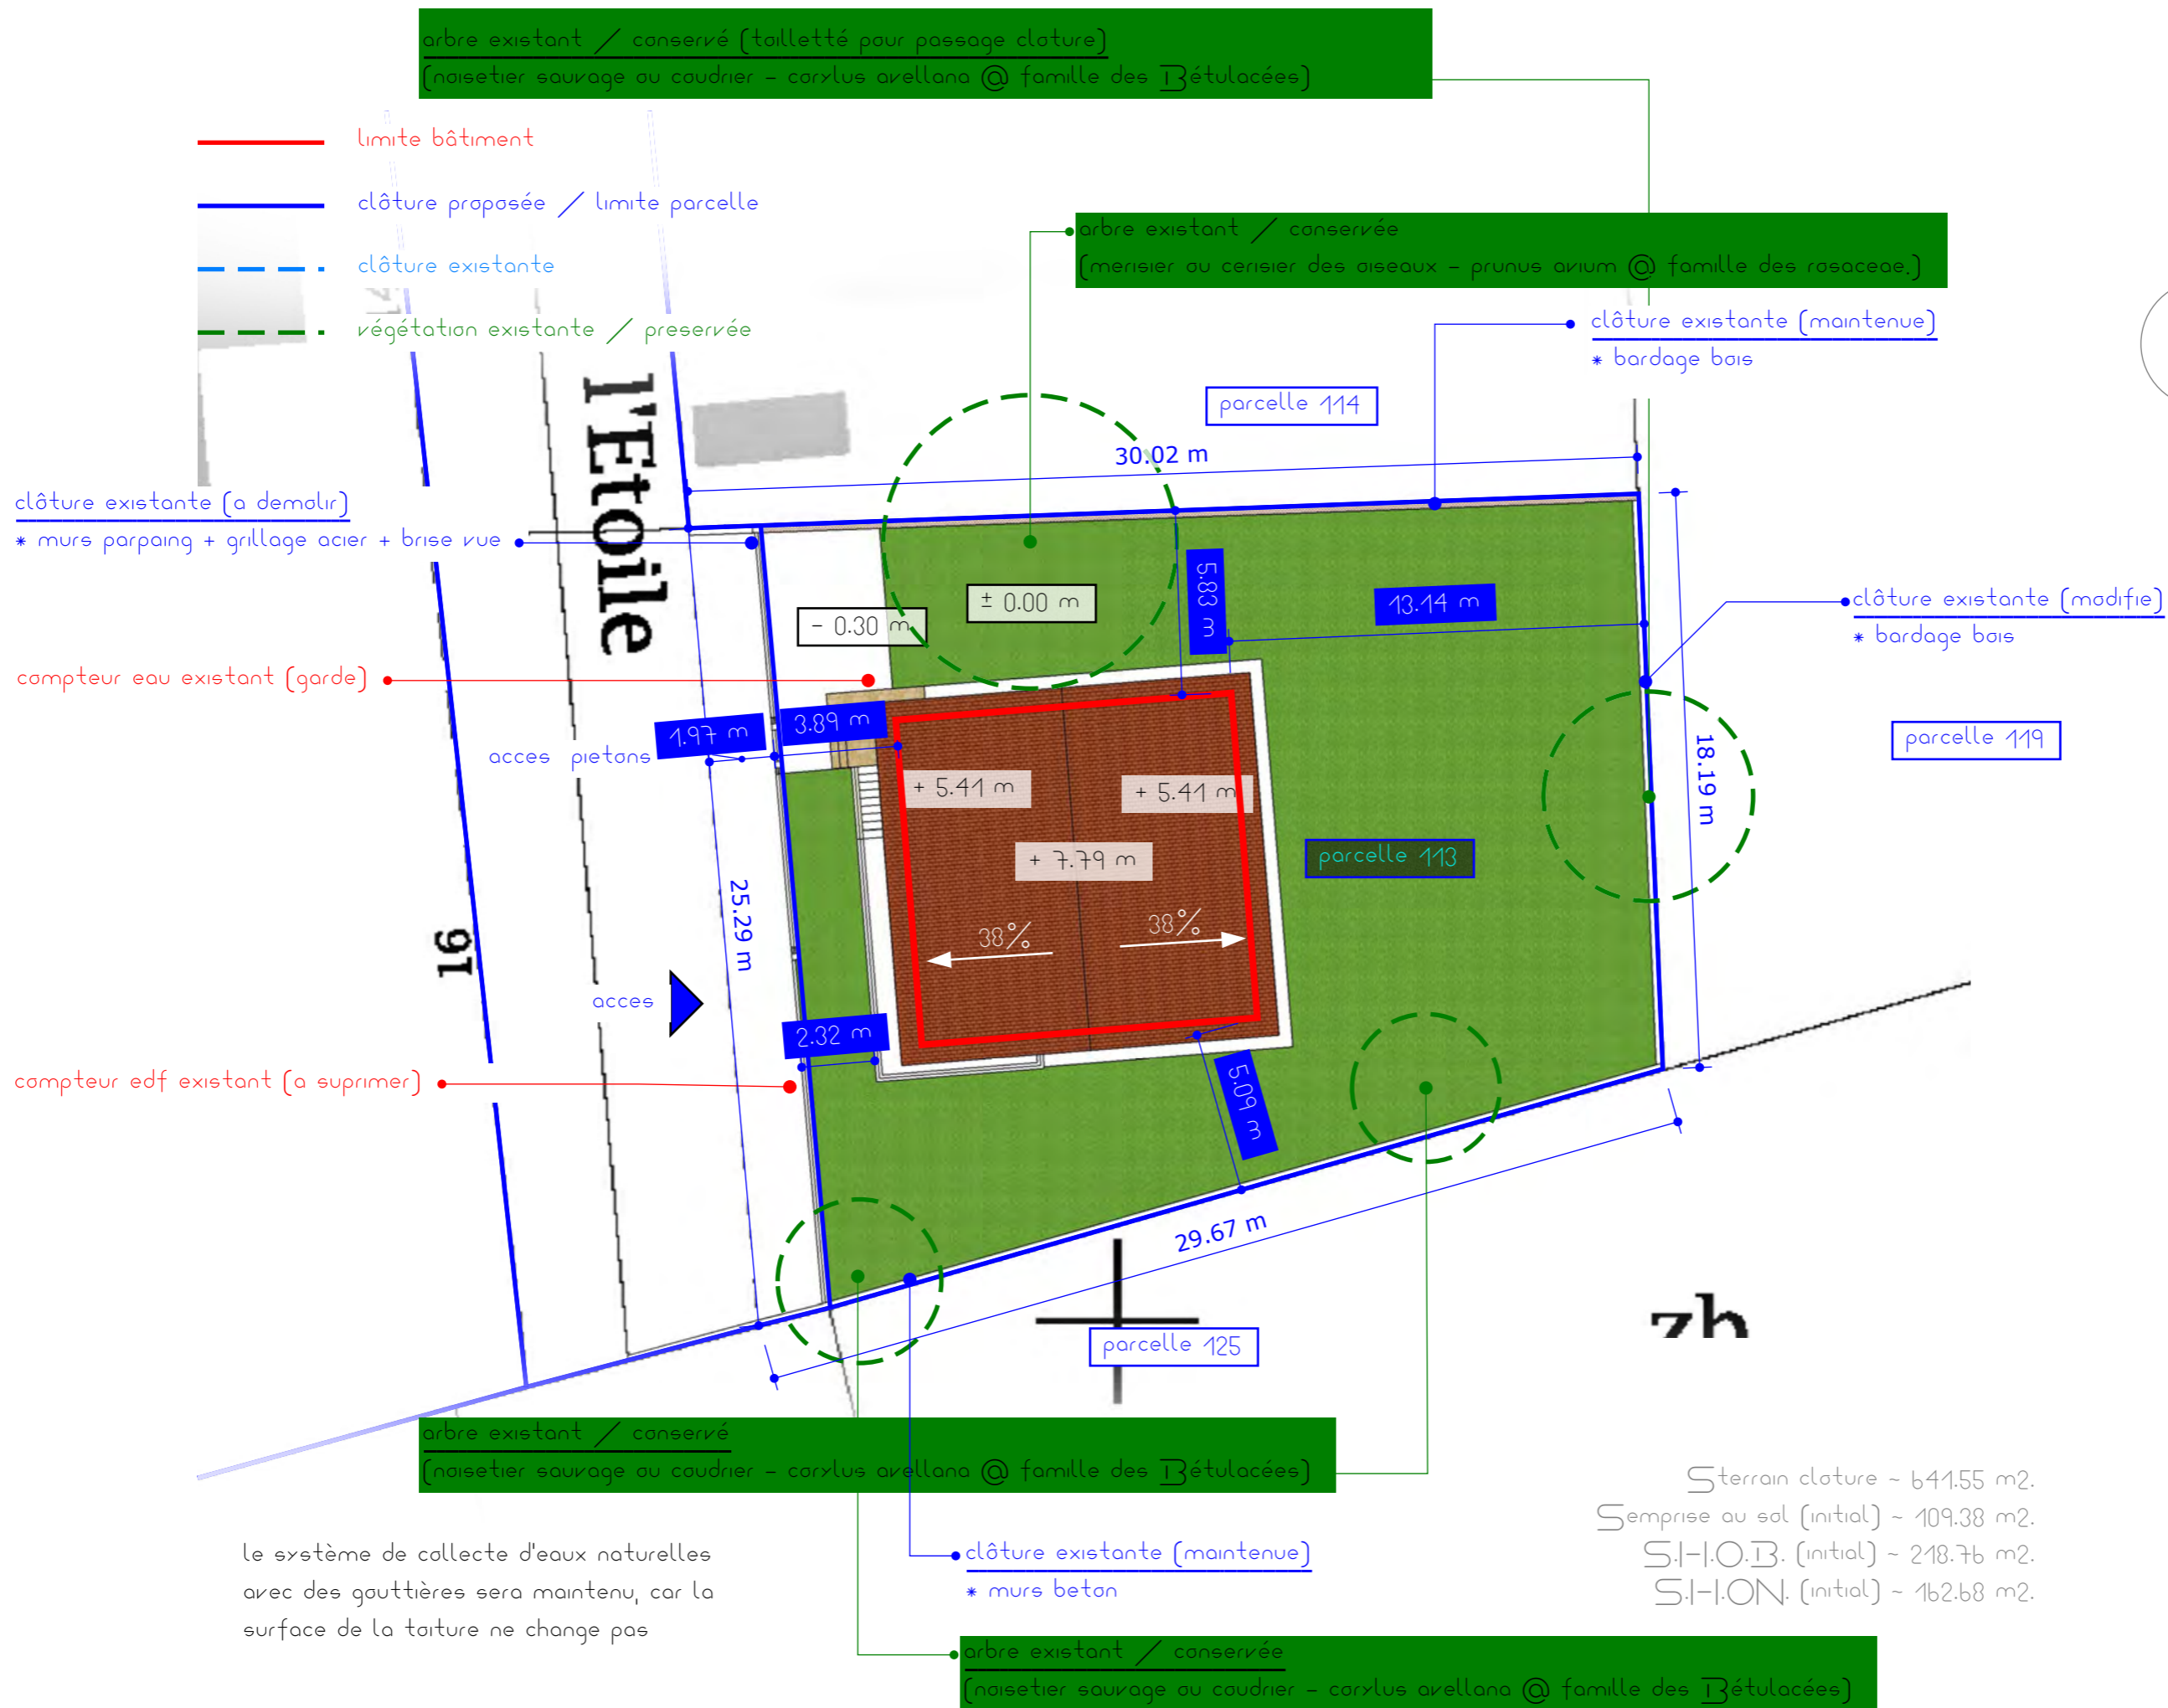 arbre existant / conservé (toilletté pour passage cloture)
(noisetier sauvage ou coudrier - corylus avellana @ famille des Bétulacées)
limite bâtiment
clôture proposée / limite parcelle
clôture existante
végétation existante / preservée
arbre existant / conservée
(merisier ou cerisier des oiseaux - prunus avium @ famille des rosaceae.)
clôture existante (maintenue)
* bardage bois
parcelle 114
30.02 m
l'Etoile
clôture existante (a demolir)
* murs parpaing + grillage acier + brise vue
5.83 m
13.14 m
± 0.00 m
- 0.30 m
clôture existante (modifie)
* bardage bois
compteur eau existant (garde)
1.97 m
3.89 m
acces pietons
parcelle 119
18.19 m
+ 5.41 m
+ 5.41 m
+ 7.79 m
parcelle 113
25.29 m
38%
38%
91
acces
2.32 m
5.09 m
compteur edf existant (a suprimer)
29.67 m
zh
parcelle 125
arbre existant / conservé
(noisetier sauvage ou coudrier - corylus avellana @ famille des Bétulacées)
Sterrain cloture ~ 641.55 m2.
Semprise au sol (initial) ~ 109.38 m2.
S.H.O.B. (initial) ~ 218.76 m2.
S.H.ON. (initial) ~ 162.68 m2.
le système de collecte d'eaux naturelles
avec des gouttières sera maintenu, car la
surface de la toiture ne change pas
clôture existante (maintenue)
* murs beton
arbre existant / conservée
(noisetier sauvage ou coudrier - corylus avellana @ famille des Bétulacées)